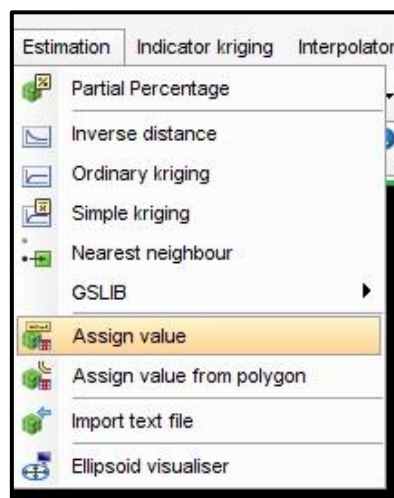 Estimation Indicator kriging Interpolator
Partial Percentage
Inverse distance
Ordinary kriging
Simple kriging
Nearest neighbour
GSLIB
Assign value
Assign value from polygon
Import text file
Ellipsoid visualiser